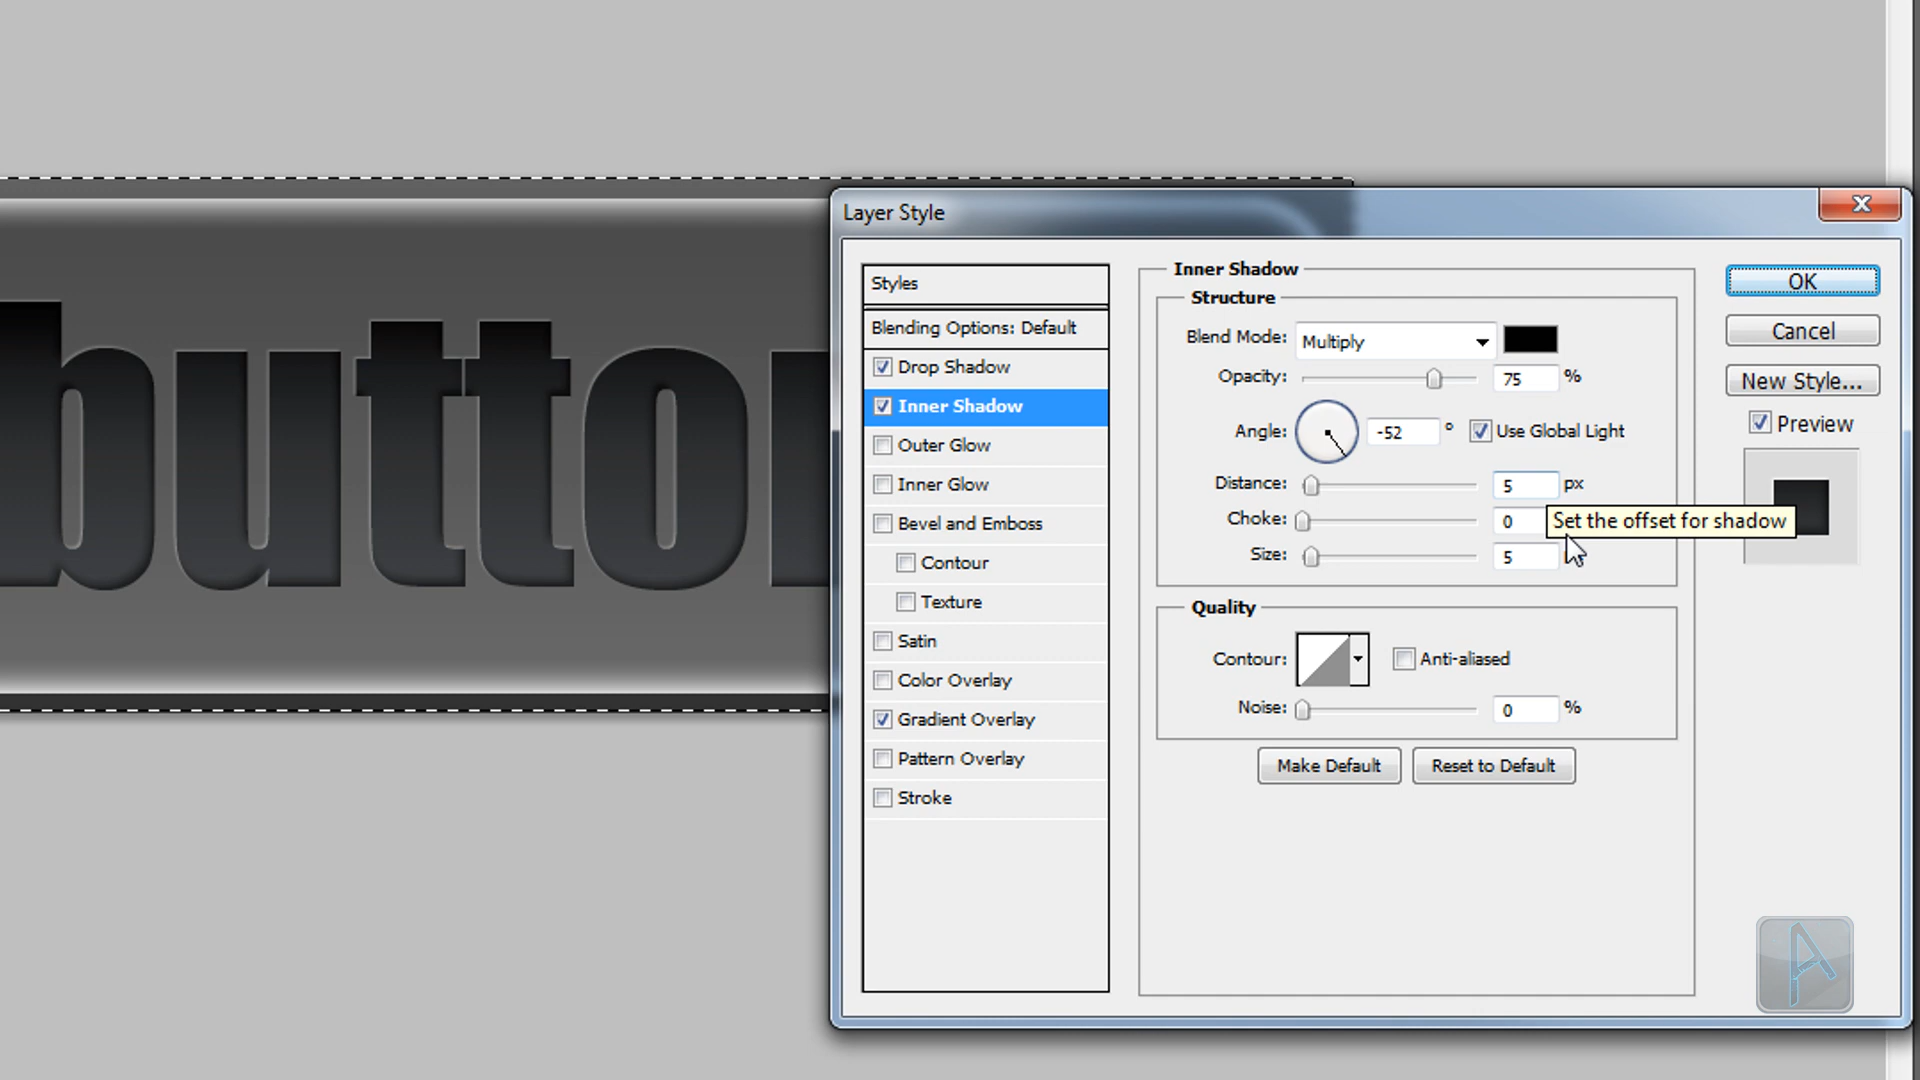 button
Layer Style
Styles
Blending Options: Default
Drop Shadow
Inner Shadow
Outer Glow
Inner Glow
Bevel and Emboss
Contour
Texture
Satin
Color Overlay
Gradient Overlay
Pattern Overlay
Stroke
Inner Shadow
Structure
Blend Mode: Multiply
Opacity: 75 %
Angle: -52 ° Use Global Light
Distance: 5 px
Choke: 0
Set the offset for shadow
Size: 5
Quality
Contour: Anti-aliased
Noise: 0 %
Make Default Reset to Default
OK
Cancel
New Style...
Preview
A